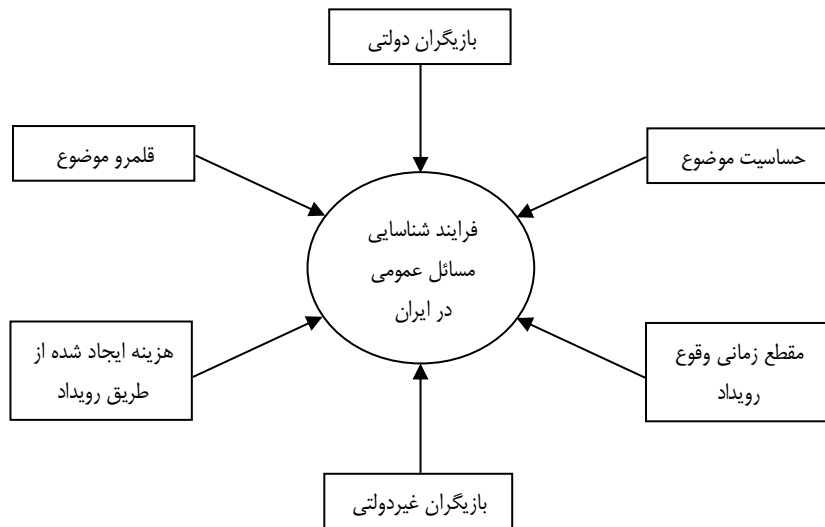 بازیگران دولتی
حساسیت موضوع
قلمرو موضوع
فرایند شناسایی
مسائل عمومی
در ایران
مقطع زمانی وقوع
رویداد
هزینه ایجاد شده از
طریق رویداد
بازیگران غیردولتی